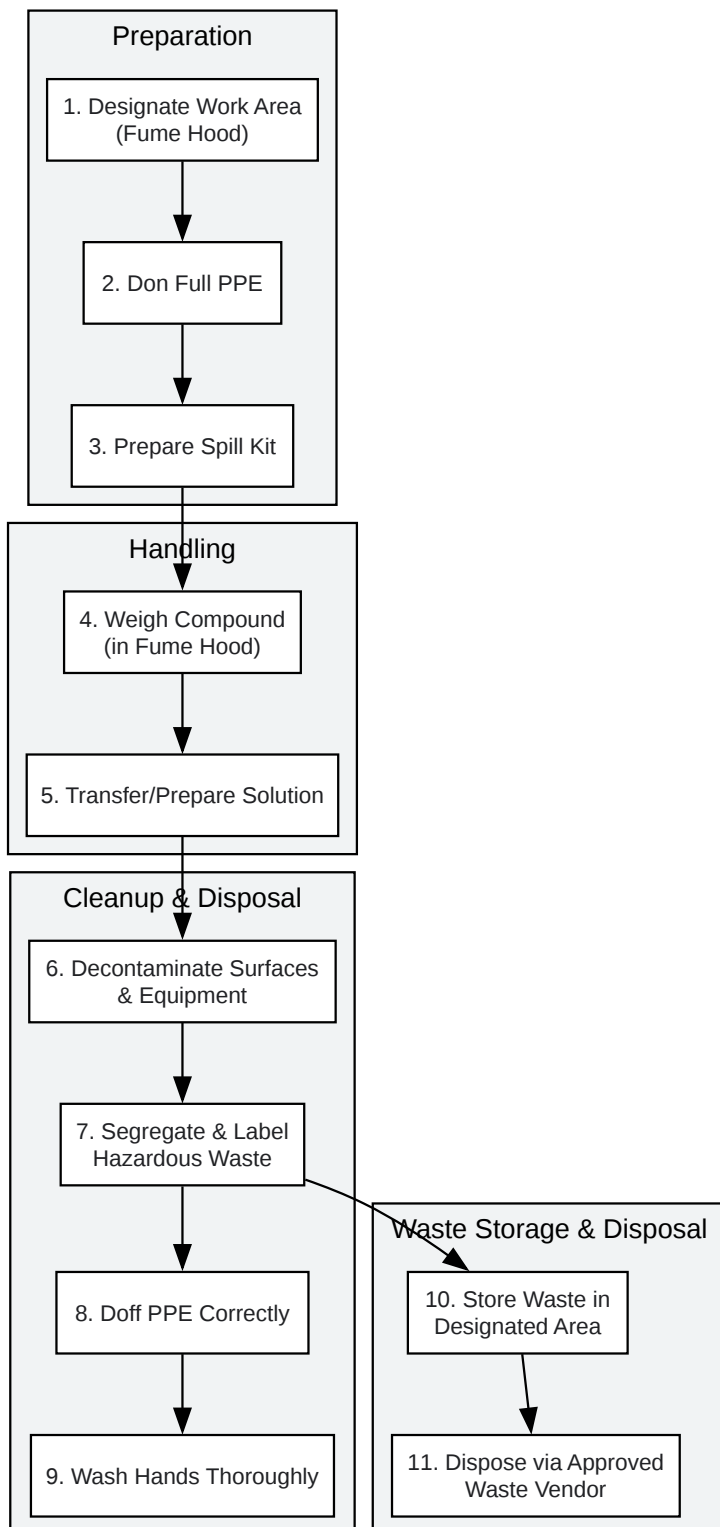 Preparation
1. Designate Work Area
(Fume Hood)
2. Don Full PPE
3. Prepare Spill Kit
Handling
4. Weigh Compound
(in Fume Hood)
5. Transfer/Prepare Solution
Cleanup & Disposal
6. Decontaminate Surfaces
& Equipment
7. Segregate & Label
Hazardous Waste
8. Doff PPE Correctly
9. Wash Hands Thoroughly
Waste Storage & Disposal
10. Store Waste in
Designated Area
11. Dispose via Approved
Waste Vendor